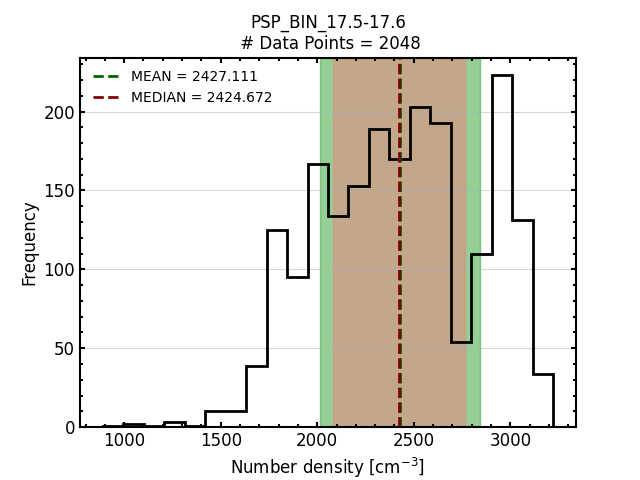 PSP_BIN_17.5-17.6
# Data Points = 2048
MEAN = 2427.111
MEDIAN = 2424.672
Frequency
200
150
100
50
0
1000 1500 2000 2500 3000
Number density [cm⁻³]